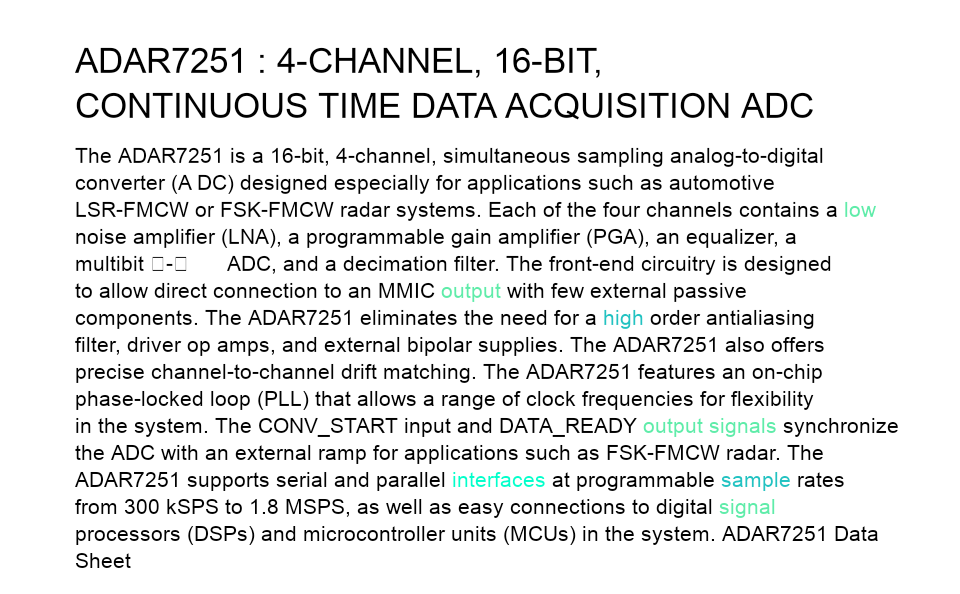 ADAR7251 : 4-CHANNEL, 16-BIT,
CONTINUOUS TIME DATA ACQUISITION ADC
The ADAR7251 is a 16-bit, 4-channel, simultaneous sampling analog-to-digital
converter (A DC) designed especially for applications such as automotive
LSR-FMCW or FSK-FMCW radar systems. Each of the four channels contains a low
noise amplifier (LNA), a programmable gain amplifier (PGA), an equalizer, a
multibit □-□ ADC, and a decimation filter. The front-end circuitry is designed
to allow direct connection to an MMIC output with few external passive
components. The ADAR7251 eliminates the need for a high order antialiasing
filter, driver op amps, and external bipolar supplies. The ADAR7251 also offers
precise channel-to-channel drift matching. The ADAR7251 features an on-chip
phase-locked loop (PLL) that allows a range of clock frequencies for flexibility
in the system. The CONV_START input and DATA_READY output signals synchronize
the ADC with an external ramp for applications such as FSK-FMCW radar. The
ADAR7251 supports serial and parallel interfaces at programmable sample rates
from 300 kSPS to 1.8 MSPS, as well as easy connections to digital signal
processors (DSPs) and microcontroller units (MCUs) in the system. ADAR7251 Data
Sheet